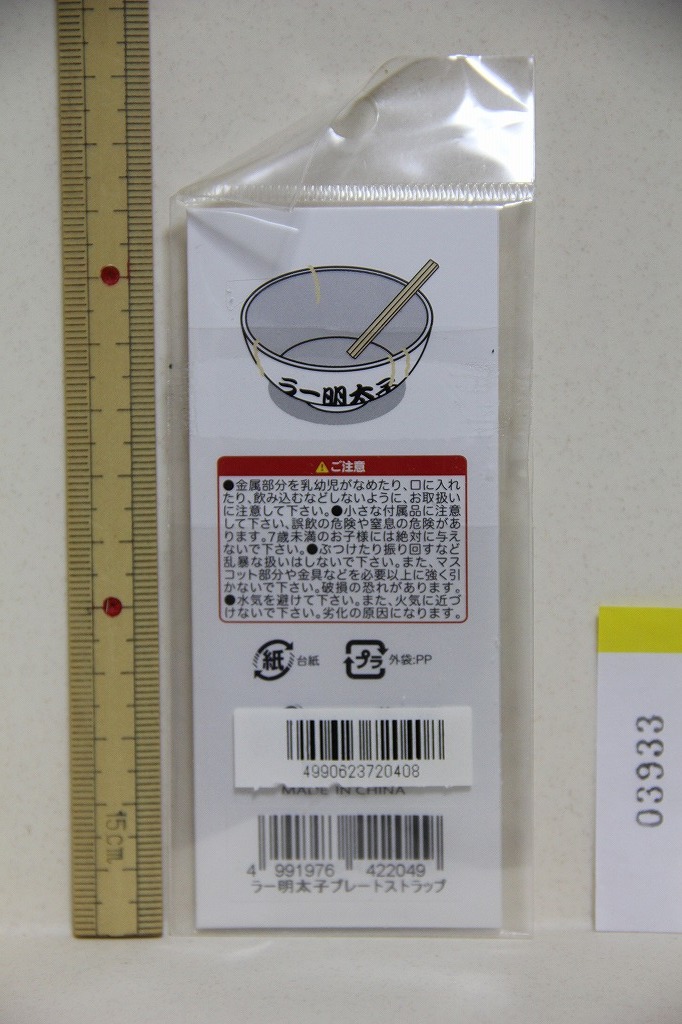 ラー明太子
ご注意
●金属部分を乳幼児がなめたり、口に入れ
たり、飲み込むなどしないように、お取扱い
に注意して下さい。●小さな付属品に注意
して下さい、誤飲の危険や窒息の危険があ
ります。7歳未満のお子様には絶対に与え
ないで下さい。●ぶつけたり振り回すなど
乱暴な扱いはしないで下さい。また、マス
コット部分や金具などを必要以上に強く引
かないで下さい。破損の恐れがあります。
●水気を避けて下さい。また、火気に近づ
けないで下さい。劣化の原因になります。
紙 台紙 プラ 外袋:PP
4990623720408
MADE IN CHINA
4 991976 422049
ラー明太子プレートストラップ
15cm
03933